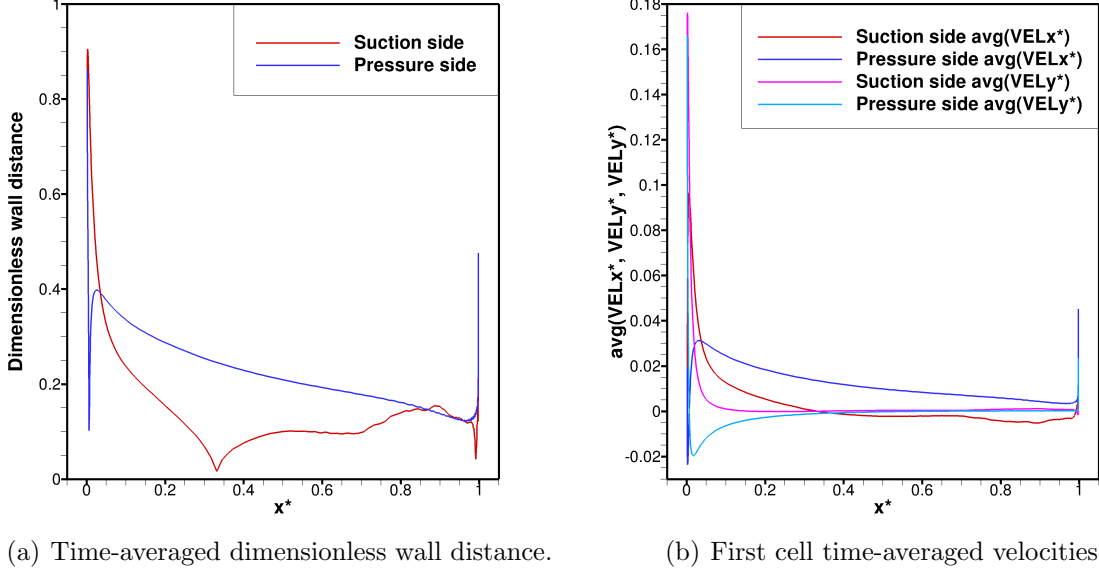 Dimensionless wall distance
1
0.8
0.6
0.4
0.2
0
Suction side
Pressure side
0
0.2
0.4
0.6
0.8
1
x*
(a) Time-averaged dimensionless wall distance.
avg(VELx*, VELy*, VELy*)
0.18
0.16
0.14
0.12
0.1
0.08
0.06
0.04
0.02
0
-0.02
Suction side avg(VELx*)
Pressure side avg(VELx*)
Suction side avg(VELy*)
Pressure side avg(VELy*)
0
0.2
0.4
0.6
0.8
1
x*
(b) First cell time-averaged velocities